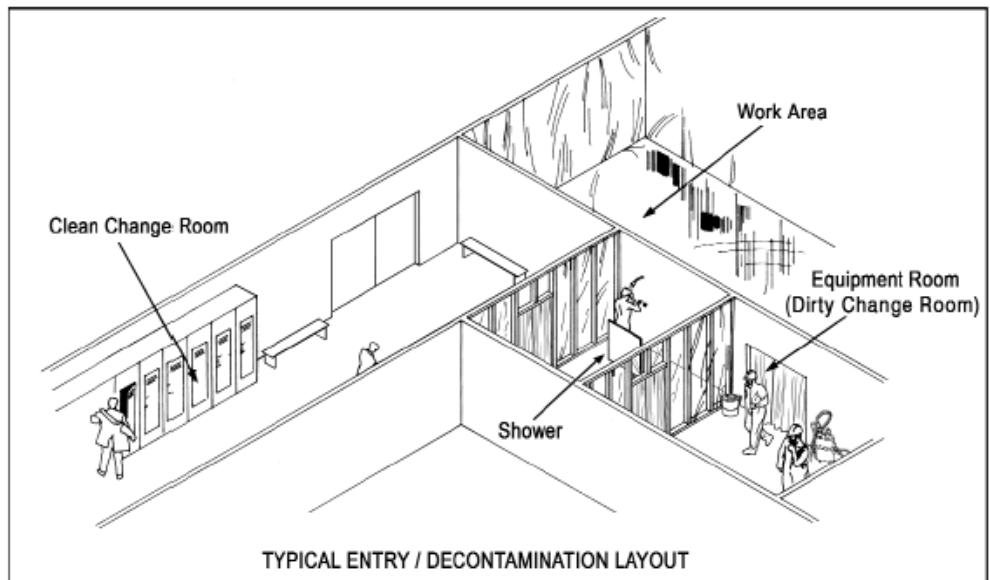 Work Area
Clean Change Room
Equipment Room
(Dirty Change Room)
Shower
TYPICAL ENTRY / DECONTAMINATION LAYOUT